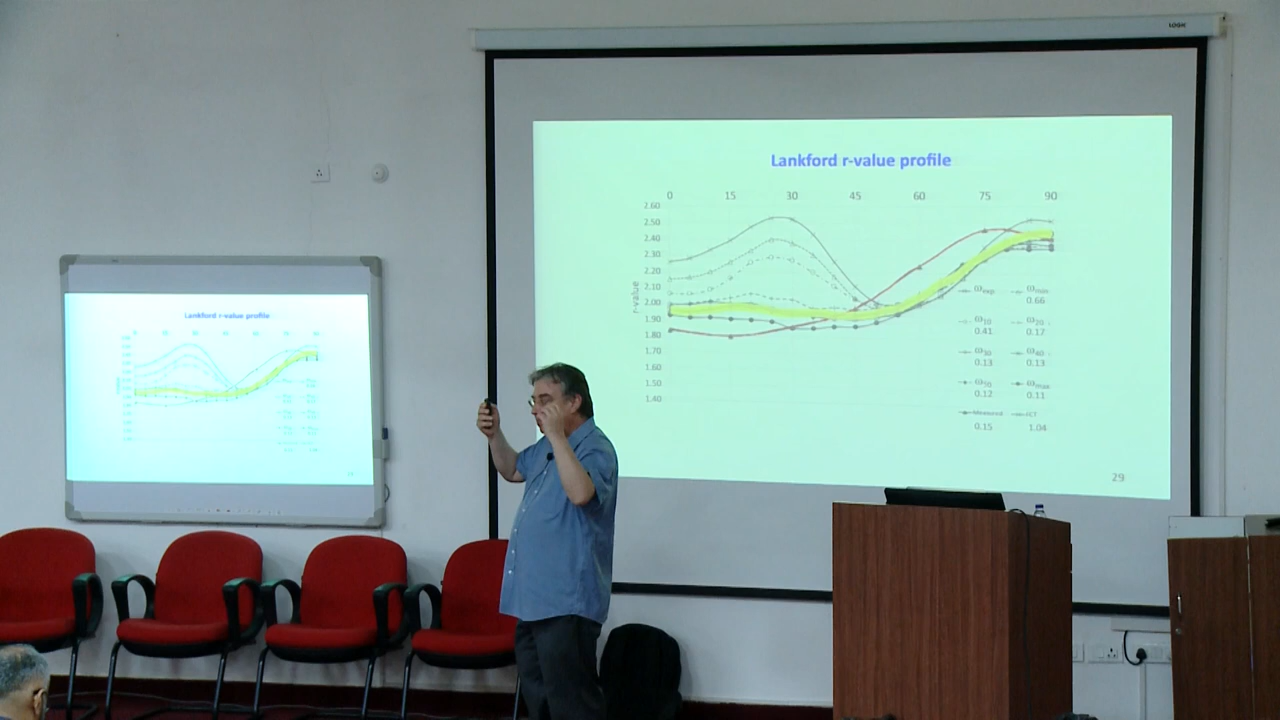 LOGIK
Lankford r-value profile
0 15 30 45 60 75 90
2.60
2.50
2.40
2.30
2.20
2.10
2.00
1.90
1.80
1.70
1.60
1.50
1.40
r-value
ωexp ωmin
0.66
ω10 ω20
0.41 0.17
ω30 ω40
0.13 0.13
ω50 ωmax
0.12 0.11
Measured FCT
0.15 1.04
29
Lankford r-value profile